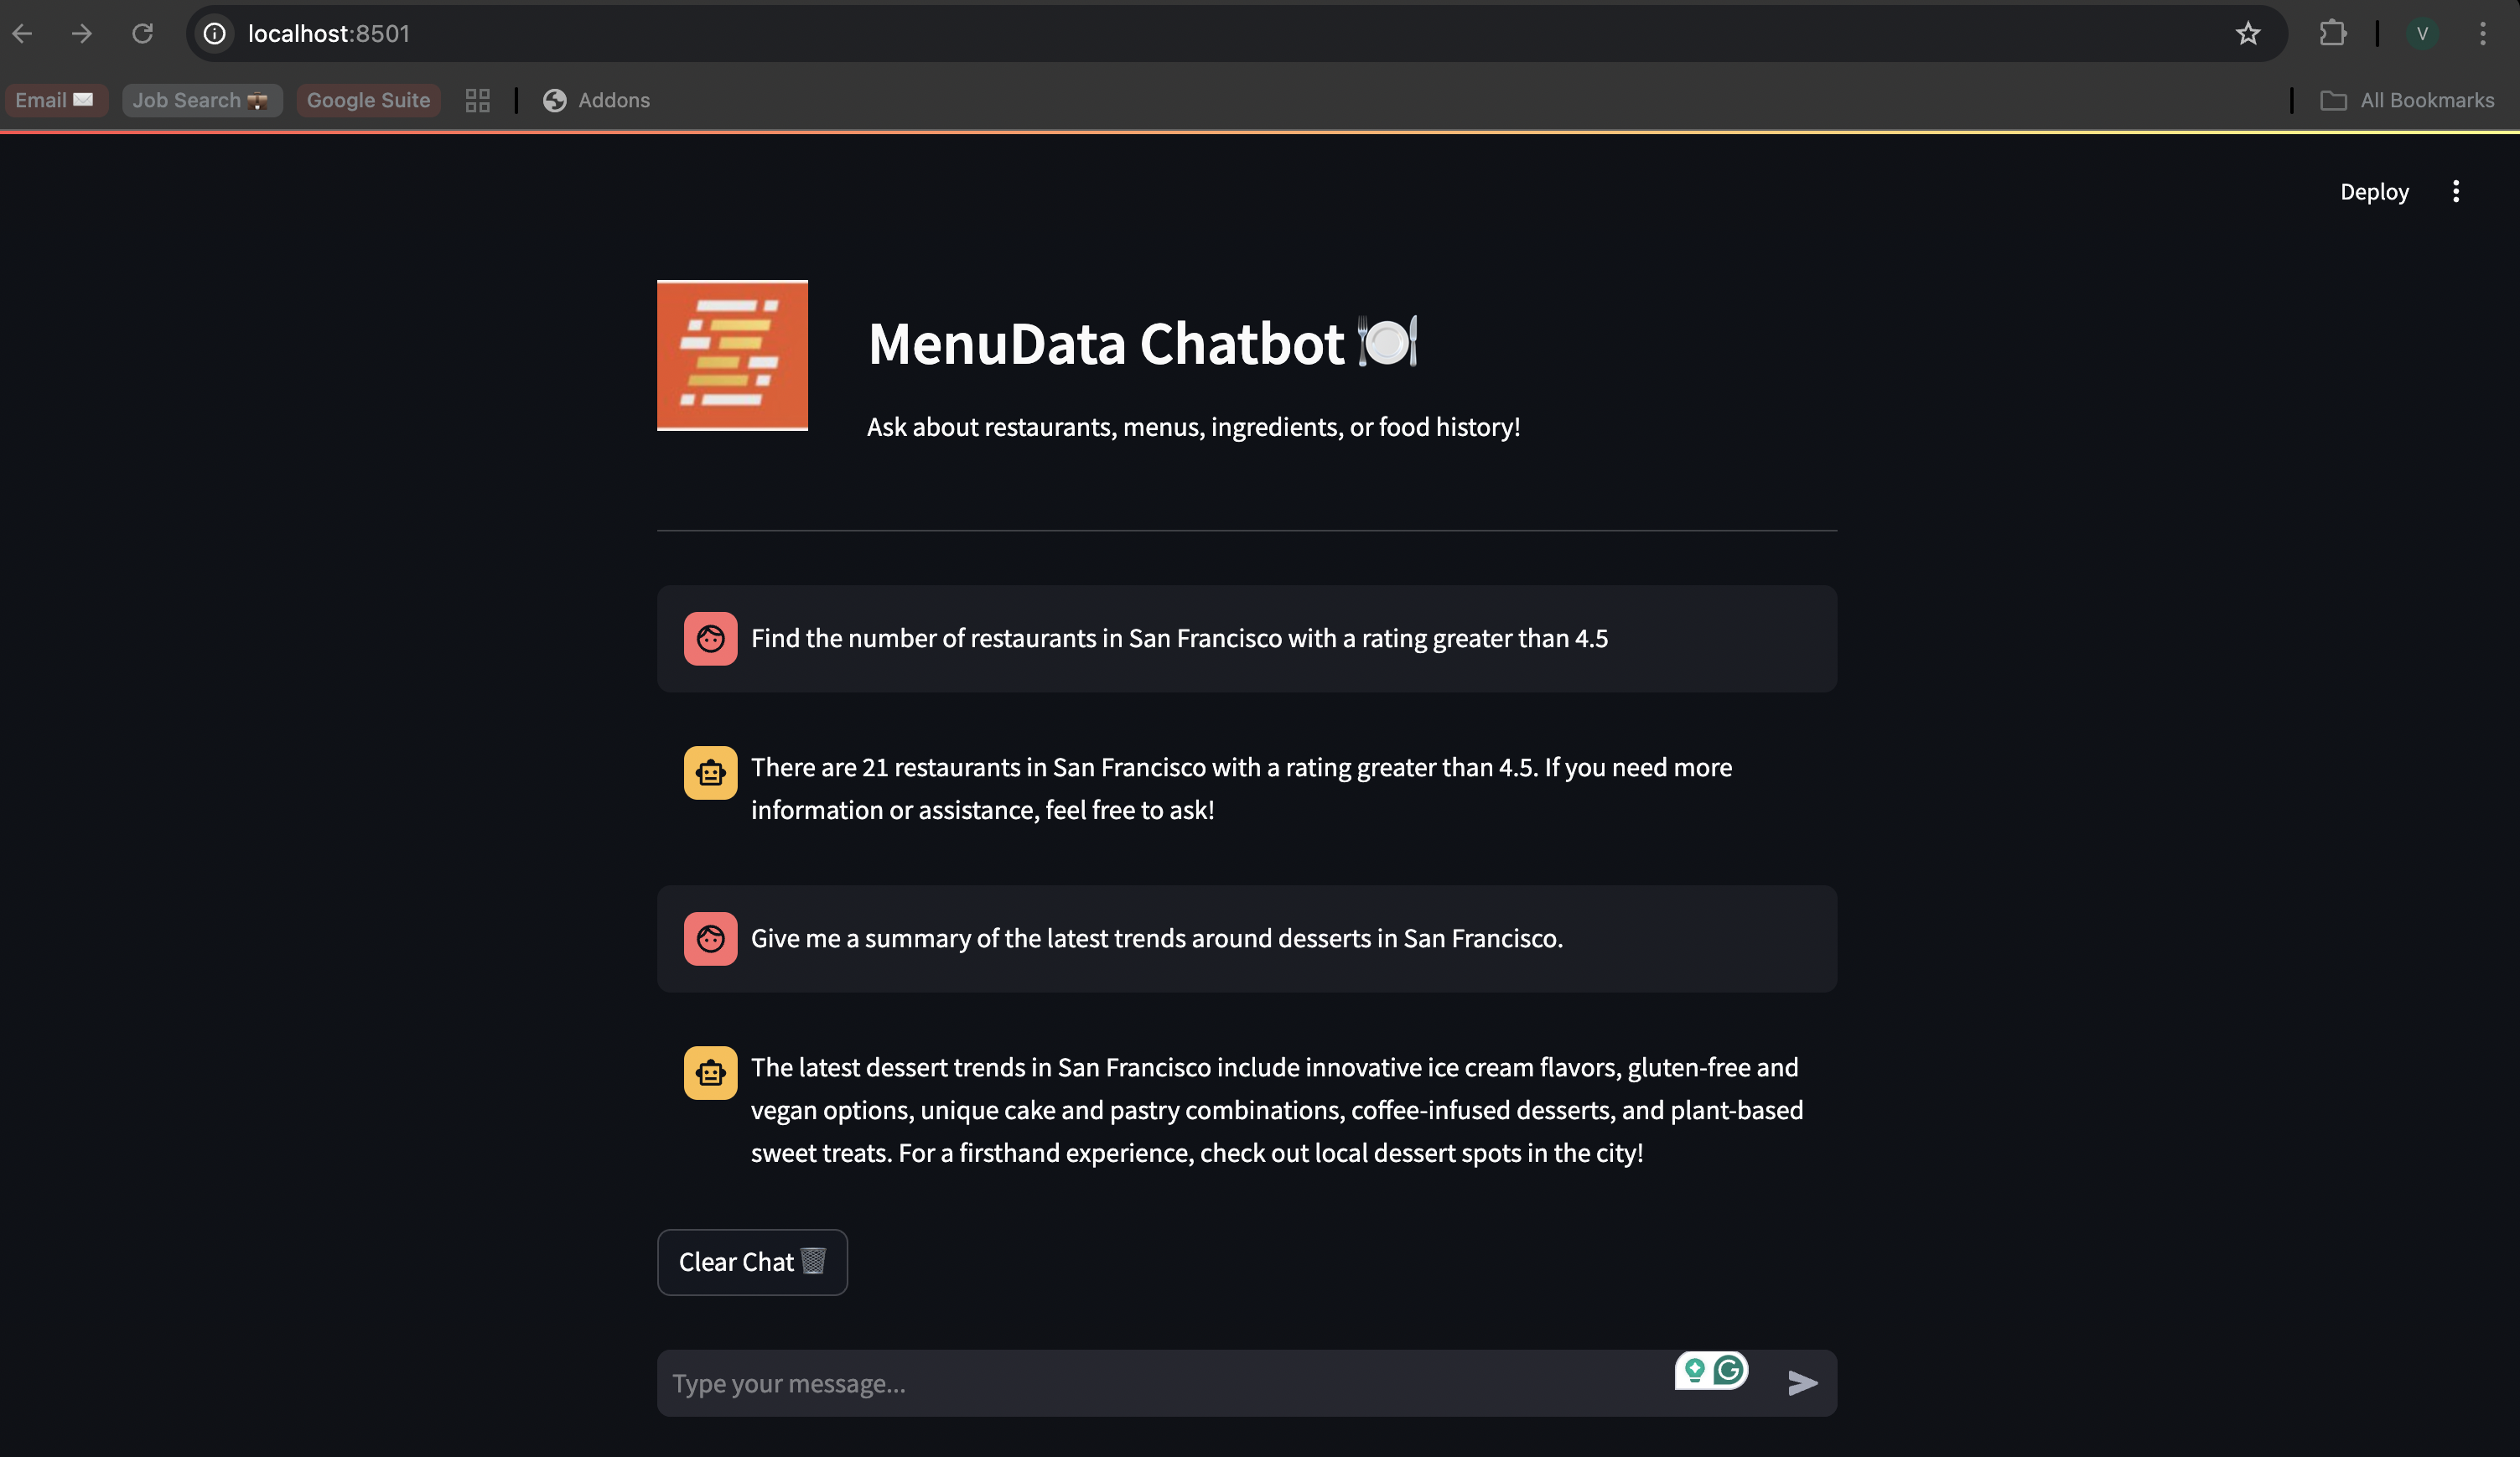 localhost:8501
V
Email ✉️ Job Search 💼 Google Suite Addons All Bookmarks
Deploy
MenuData Chatbot 🍽️
Ask about restaurants, menus, ingredients, or food history!
Find the number of restaurants in San Francisco with a rating greater than 4.5
There are 21 restaurants in San Francisco with a rating greater than 4.5. If you need more
information or assistance, feel free to ask!
Give me a summary of the latest trends around desserts in San Francisco.
The latest dessert trends in San Francisco include innovative ice cream flavors, gluten-free and
vegan options, unique cake and pastry combinations, coffee-infused desserts, and plant-based
sweet treats. For a firsthand experience, check out local dessert spots in the city!
Clear Chat 🗑️
Type your message...